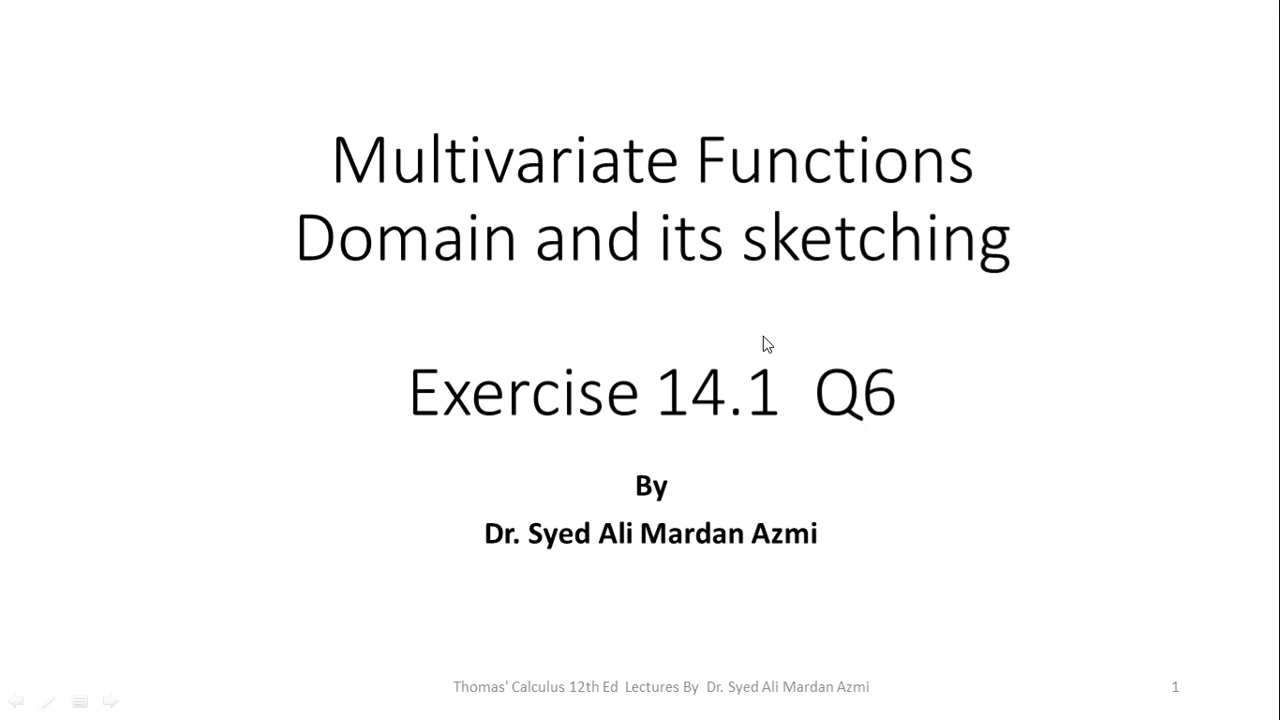 Multivariate Functions
Domain and its sketching
Exercise 14.1 Q6
By
Dr. Syed Ali Mardan Azmi
Thomas' Calculus 12th Ed Lectures By Dr. Syed Ali Mardan Azmi
1